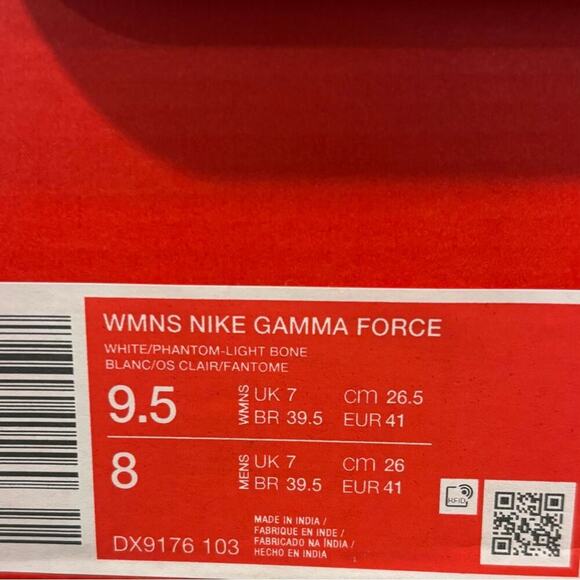 WMNS NIKE GAMMA FORCE
WHITE/PHANTOM-LIGHT BONE
BLANC/OS CLAIR/FANTOME
9.5 WMNS UK 7 cm 26.5
BR 39.5 EUR 41
8 MENS UK 7 cm 26
BR 39.5 EUR 41
RFID
MADE IN INDIA /
FABRIQUE EN INDE /
FABRICADO NA ÍNDIA /
HECHO EN INDIA
DX9176 103